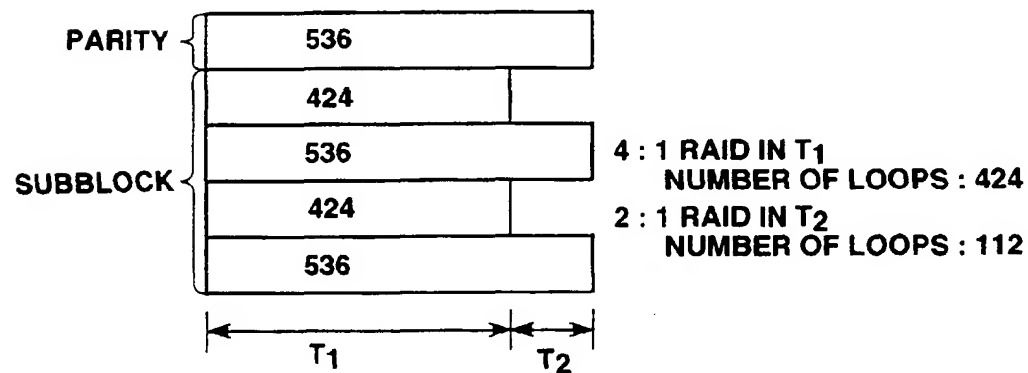 PARITY
536
424
536
SUBBLOCK
424
536
4 : 1 RAID IN T1
NUMBER OF LOOPS : 424
2 : 1 RAID IN T2
NUMBER OF LOOPS : 112
T1
T2